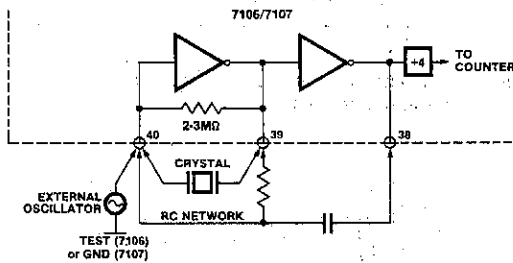 7106/7107
÷4
TO
COUNTER
2-3MΩ
40
39
38
CRYSTAL
EXTERNAL
OSCILLATOR
RC NETWORK
TEST (7106)
or GND (7107)